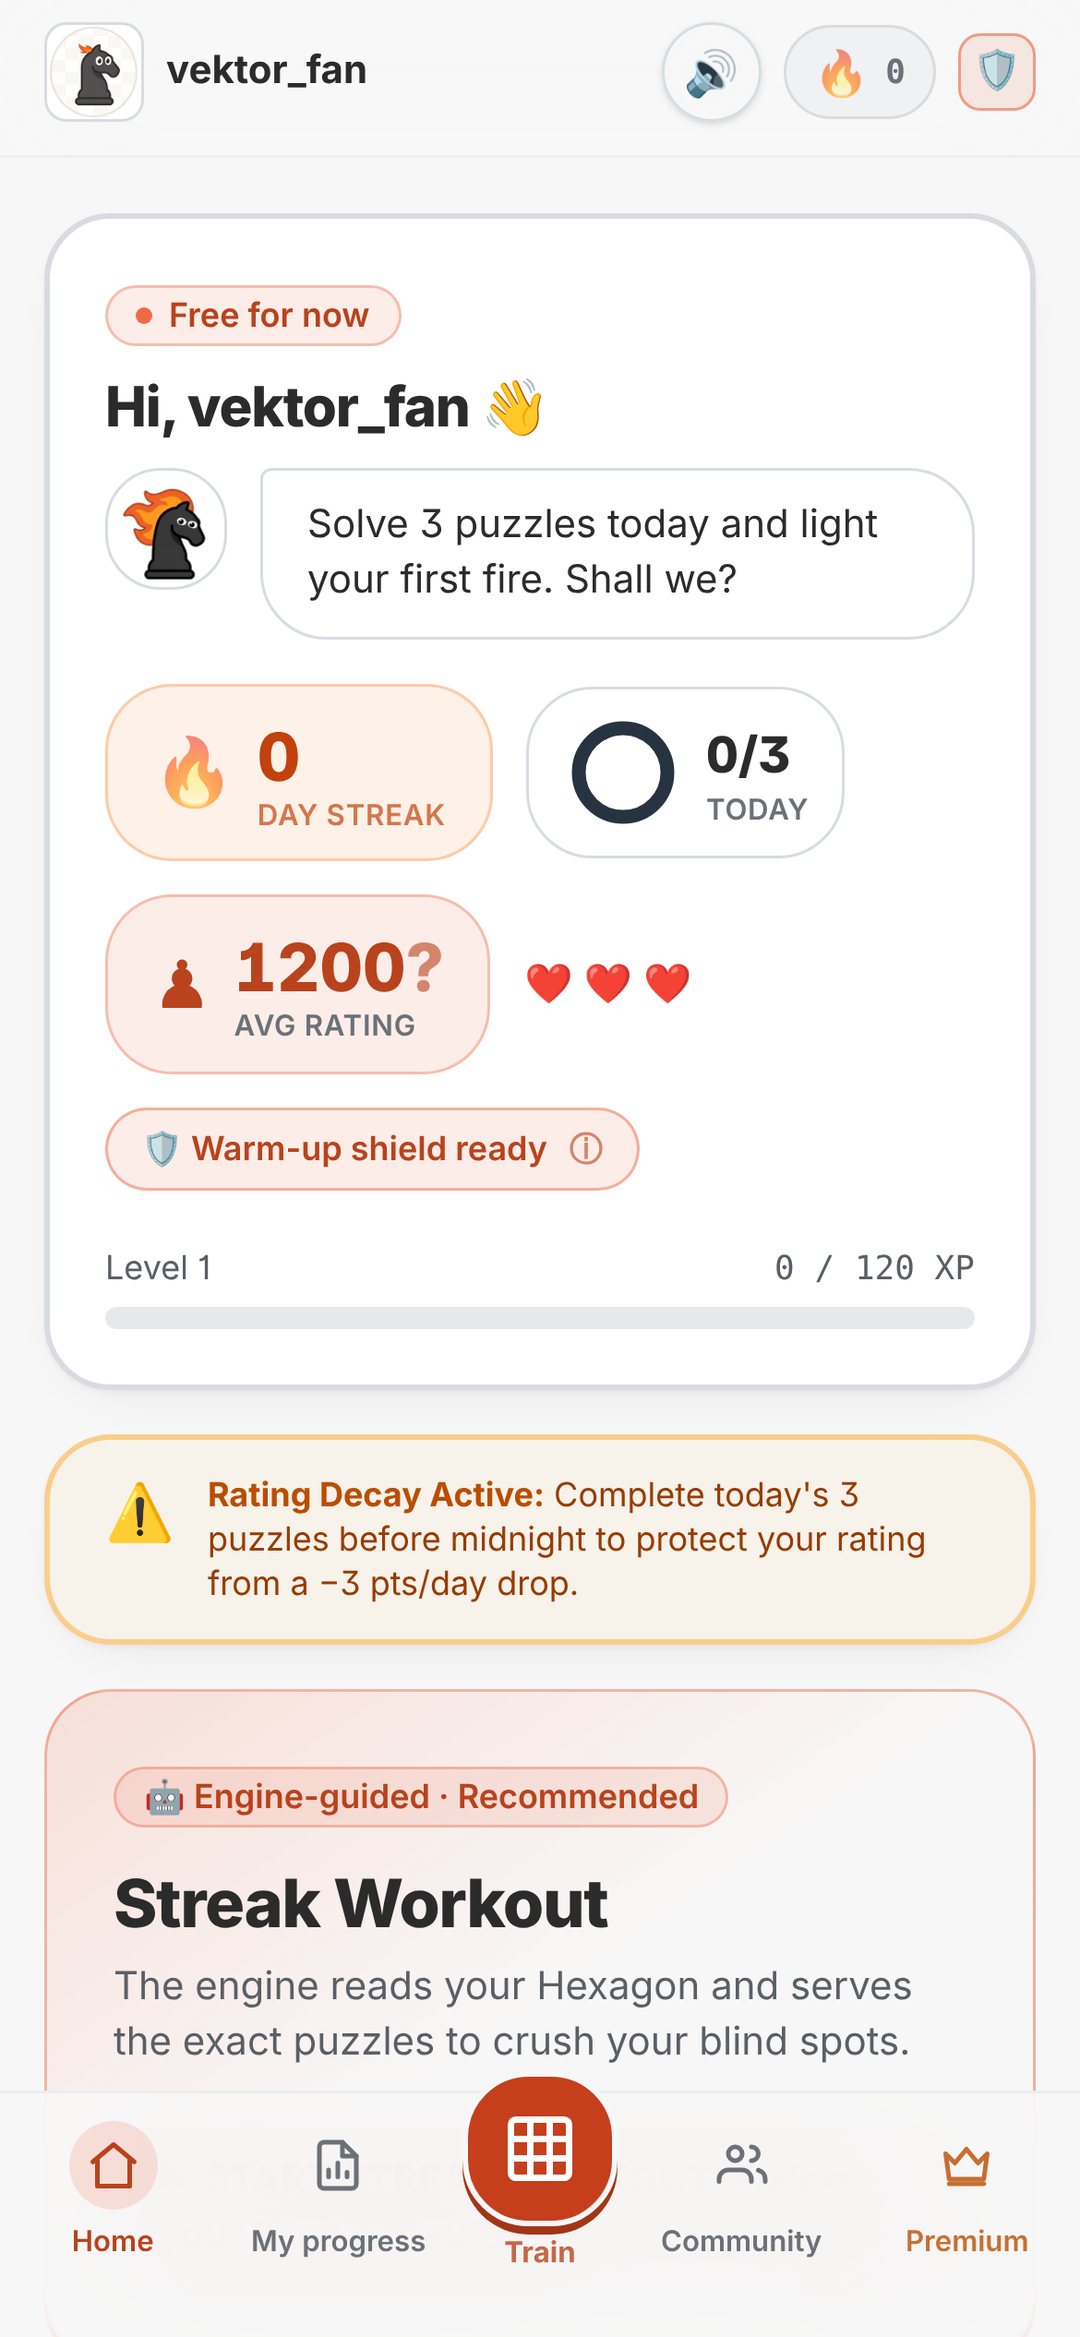 vektor_fan
0
Free for now
Hi, vektor_fan 👋
Solve 3 puzzles today and light
your first fire. Shall we?
0
DAY STREAK
0/3
TODAY
1200?
AVG RATING
Warm-up shield ready
Level 1
0 / 120 XP
Rating Decay Active: Complete today's 3
puzzles before midnight to protect your rating
from a −3 pts/day drop.
Engine-guided · Recommended
Streak Workout
The engine reads your Hexagon and serves
the exact puzzles to crush your blind spots.
Home
My progress
Train
Community
Premium